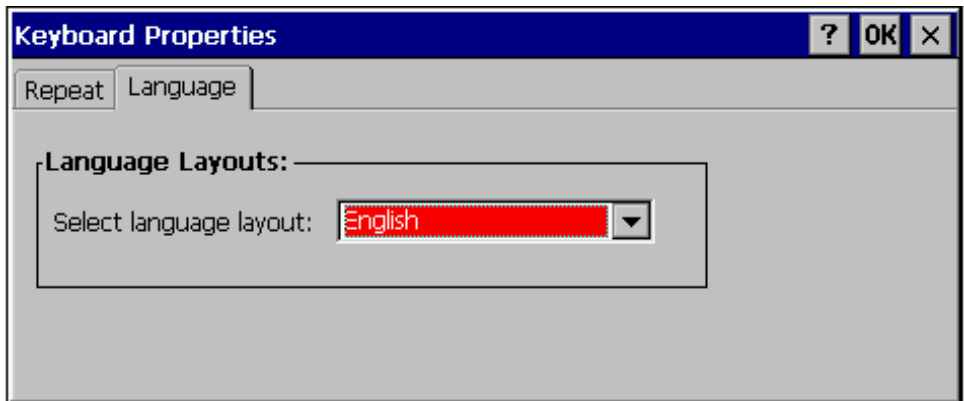 Keyboard Properties ? OK ×
Repeat Language
Language Layouts:
Select language layout: English